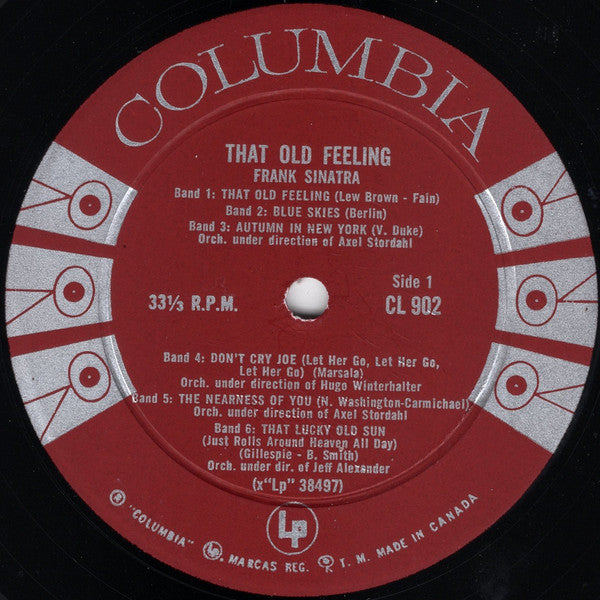 COLUMBIA
THAT OLD FEELING
FRANK SINATRA
Band 1: THAT OLD FEELING (Lew Brown - Fain)
Band 2: BLUE SKIES (Berlin)
Band 3: AUTUMN IN NEW YORK (V. Duke)
Orch. under direction of Axel Stordahl
33⅓ R.P.M.
Side 1
CL 902
Band 4: DON'T CRY JOE (Let Her Go, Let Her Go,
Let Her Go) (Marsala)
Orch. under direction of Hugo Winterhalter
Band 5: THE NEARNESS OF YOU (N. Waskington-Carmichael)
Orch. under direction of Axel Stordahl
Band 6: THAT LUCKY OLD SUN
(Just Rolls Around Heaven All Day)
(Gillespie - B. Smith)
Orch. under dir. of Jeff Alexander
(x"Lp" 38497)
LP
"COLUMBIA" MARCAS REG. T. M. MADE IN CANADA